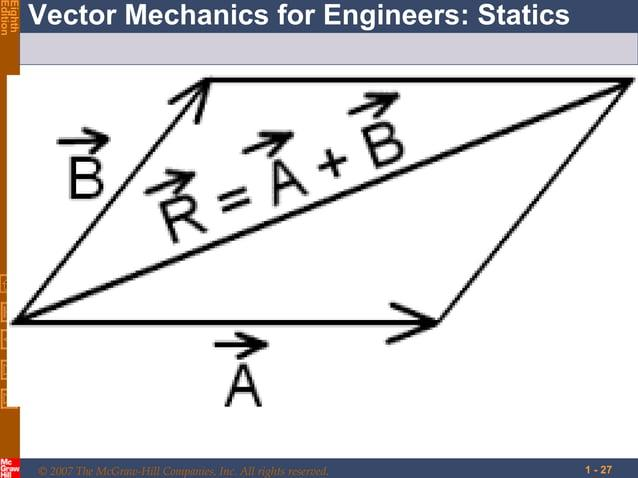 Vector Mechanics for Engineers: Statics
Eighth
Edition
B
R = A + B
A
Mc
Graw
Hill
© 2007 The McGraw-Hill Companies, Inc. All rights reserved.
1 - 27